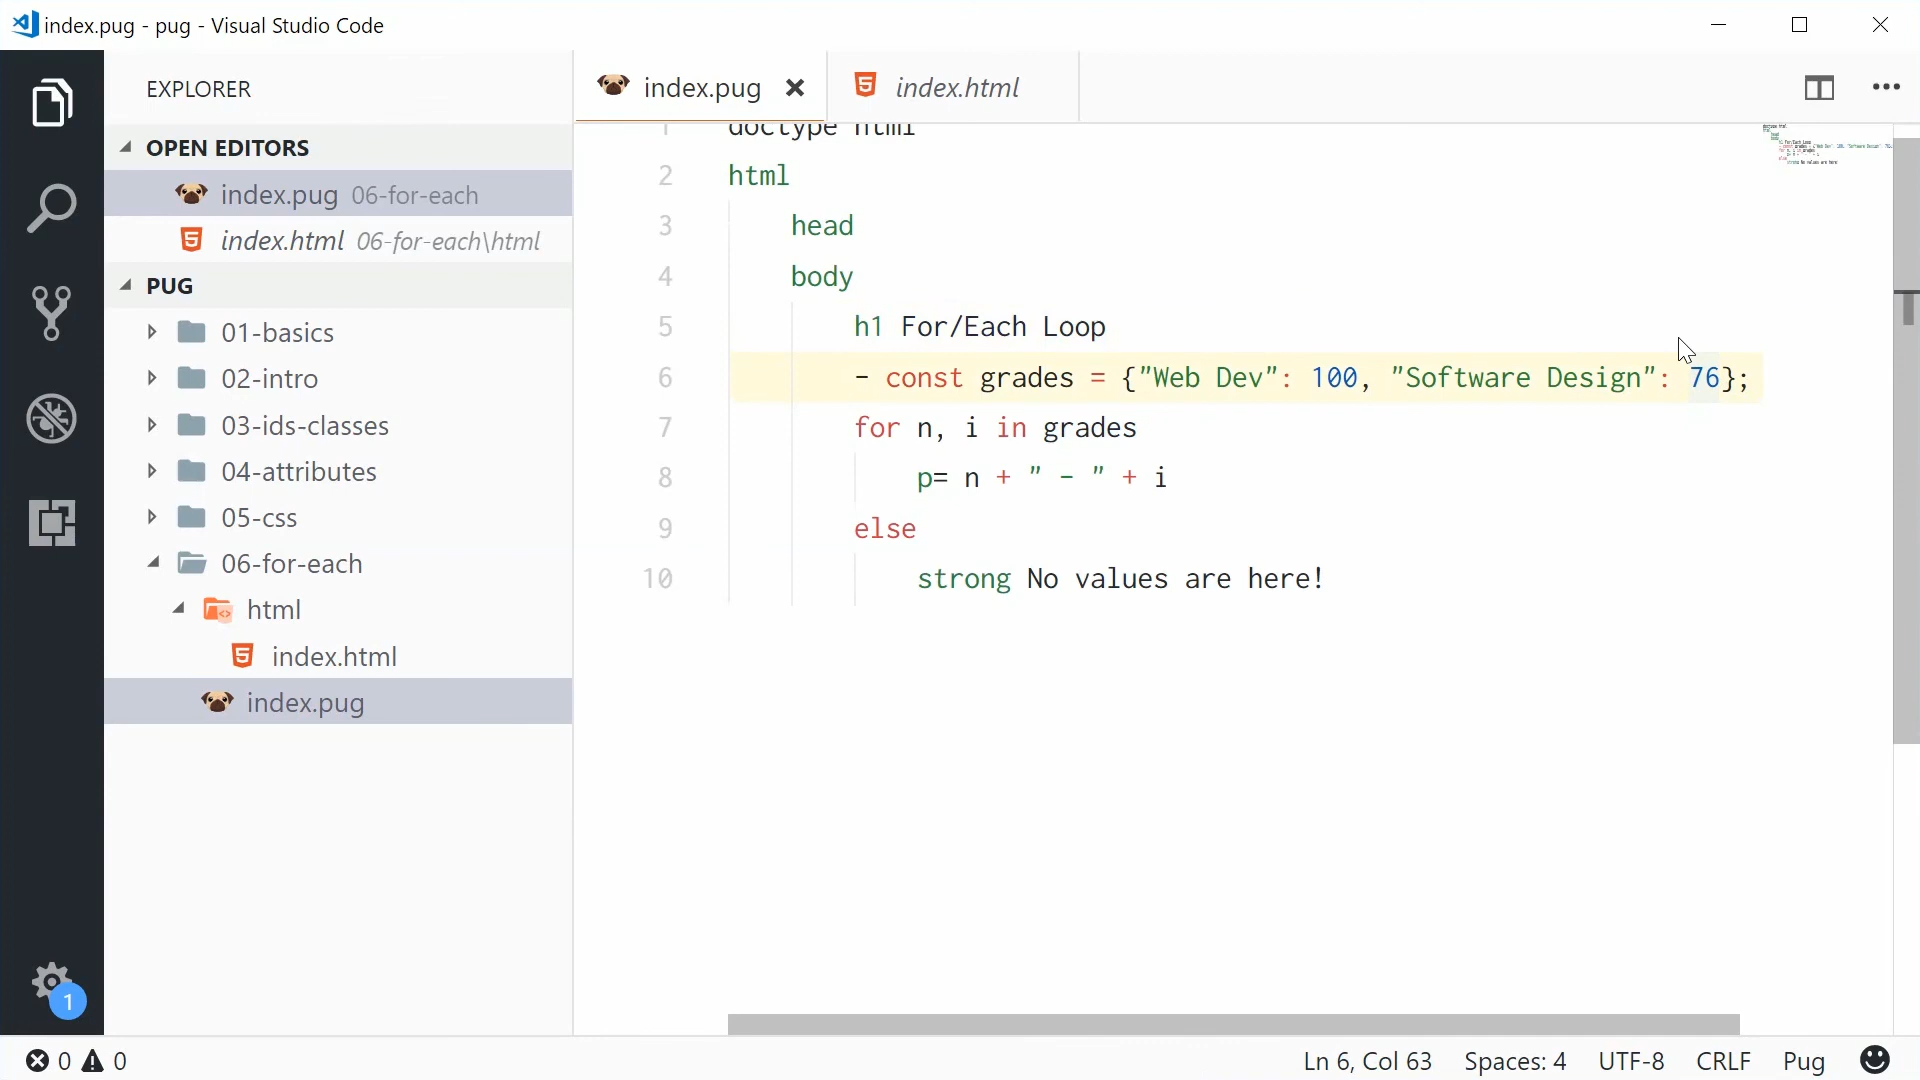 index.pug - pug - Visual Studio Code
EXPLORER
OPEN EDITORS
index.pug 06-for-each
index.html 06-for-each\html
PUG
01-basics
02-intro
03-ids-classes
04-attributes
05-css
06-for-each
html
index.html
index.pug
1
index.pug
index.html
1 doctype html
2 html
3 head
4 body
5 h1 For/Each Loop
6 - const grades = {"Web Dev": 100, "Software Design": 76};
7 for n, i in grades
8 p= n + " - " + i
9 else
10 strong No values are here!
0 0
Ln 6, Col 63 Spaces: 4 UTF-8 CRLF Pug